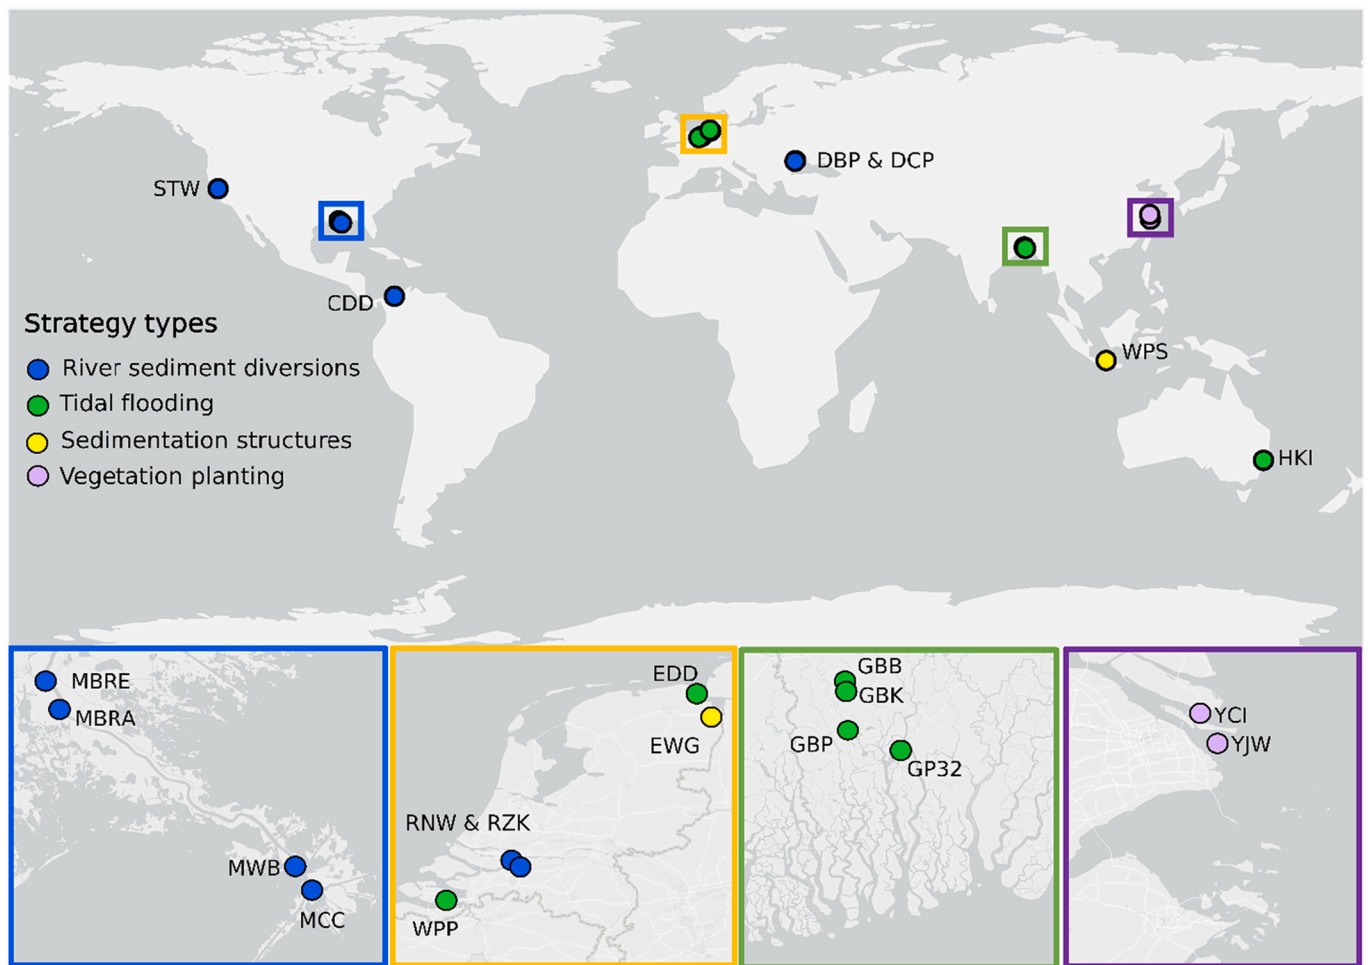 DBP & DCP
STW
CDD
Strategy types
River sediment diversions
Tidal flooding
Sedimentation structures
Vegetation planting
WPS
HKI
MBRE
MBRA
MWB
MCC
EDD
EWG
RNW & RZK
WPP
GBB
GBK
GBP
GP32
YCI
YJW